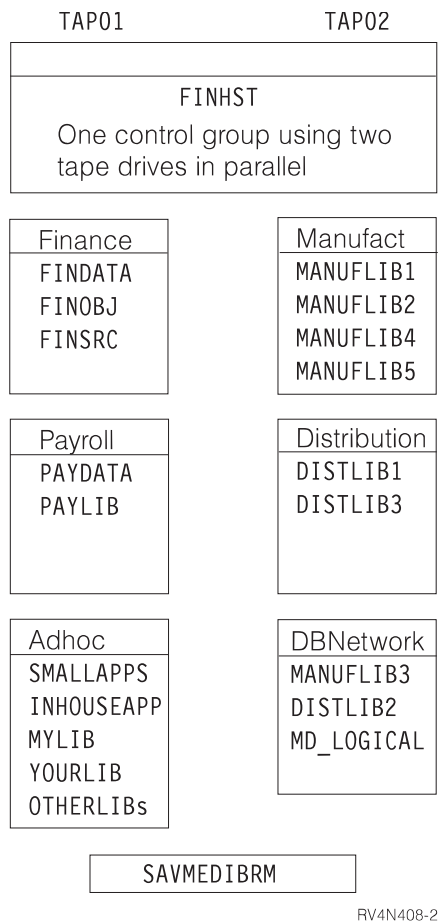 TAP01 TAP02
FINHST
One control group using two
tape drives in parallel
Finance
FINDATA
FINOBJ
FINSRC
Manufact
MANUFLIB1
MANUFLIB2
MANUFLIB4
MANUFLIB5
Payroll
PAYDATA
PAYLIB
Distribution
DISTLIB1
DISTLIB3
Adhoc
SMALLAPPS
INHOUSEAPP
MYLIB
YOURLIB
OTHERLIBs
DBNetwork
MANUFLIB3
DISTLIB2
MD_LOGICAL
SAVMEDIBRM
RV4N408-2